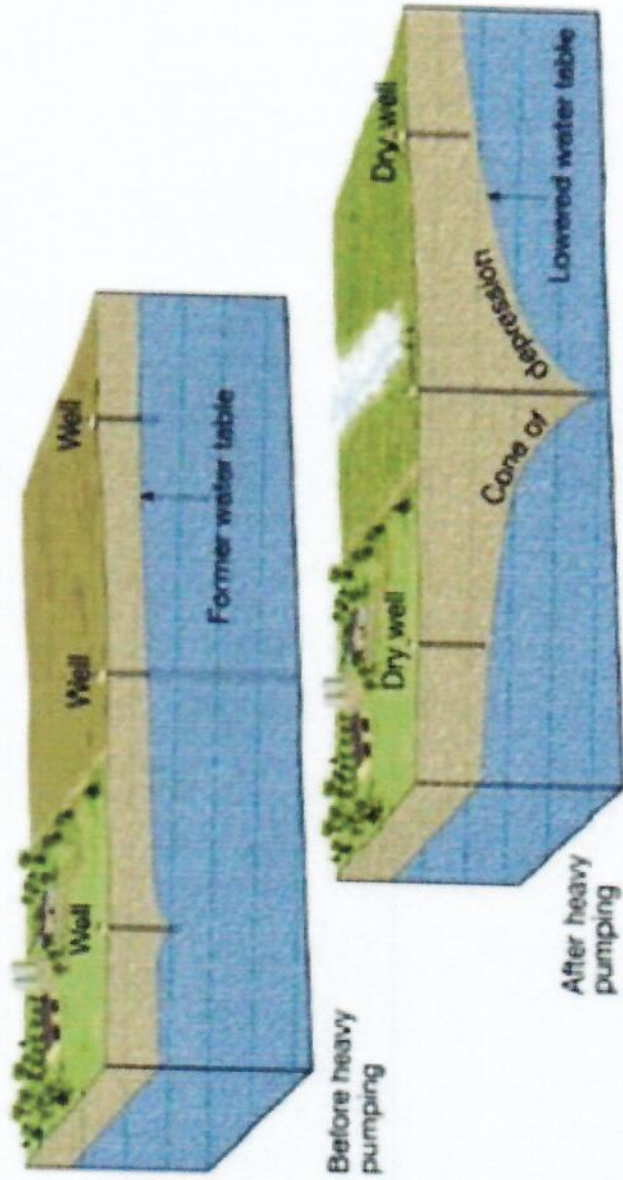 Well
Well
Well
Former water table
Before heavy
pumping
Dry well
Dry well
Cone or depression
Lowered water table
After heavy
pumping